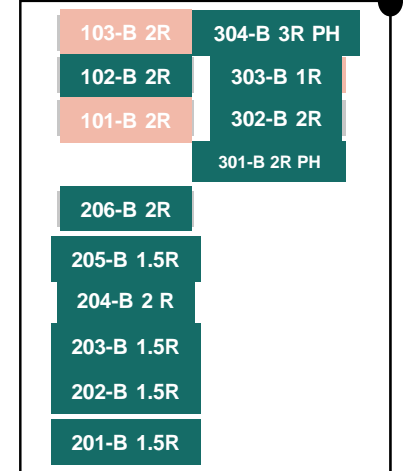 103-B 2R
304-B 3R PH
102-B 2R
303-B 1R
101-B 2R
302-B 2R
301-B 2R PH
206-B 2R
205-B 1.5R
204-B 2 R
203-B 1.5R
202-B 1.5R
201-B 1.5R